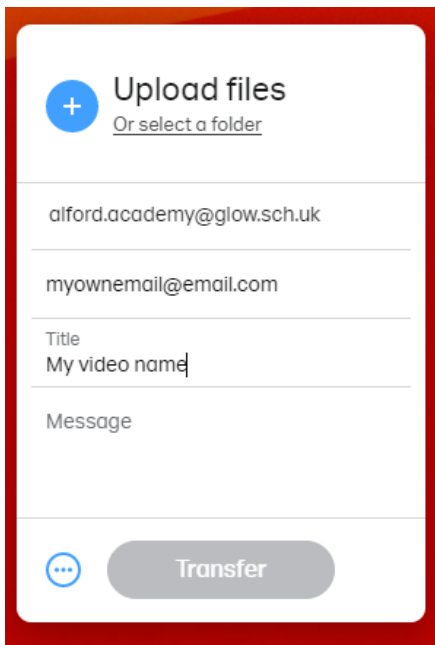 Upload files
Or select a folder
alford.academy@glow.sch.uk
myownemail@email.com
Title
My video name
Message
Transfer